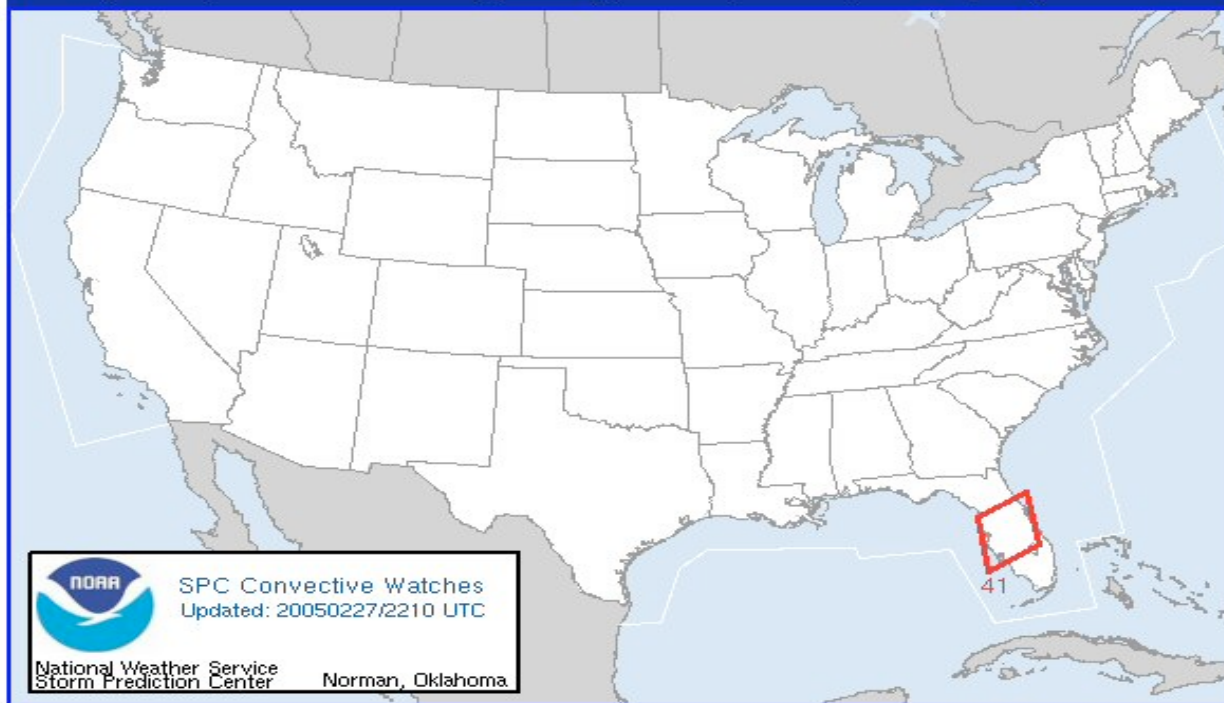 41
NOAA
SPC Convective Watches
Updated: 20050227/2210 UTC
National Weather Service
Storm Prediction Center Norman, Oklahoma